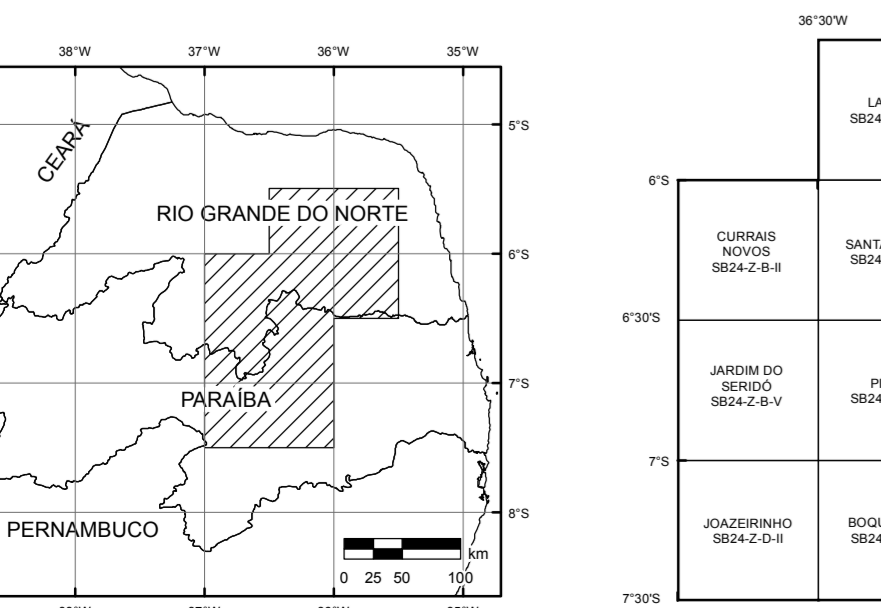 38°W 37°W 36°W 35°W
5°S
CEARÁ
RIO GRANDE DO NORTE
6°S
7°S
PARAÍBA
8°S
PERNAMBUCO
km
0 25 50 100
36°30'W
SB24
6°S
CURRAIS
NOVOS
SB24-Z-B-II
SB24
6°30'S
JARDIM DO
SERIDÓ
SB24-Z-B-V
SB24
7°S
JOAZEIRINHO
SB24-Z-D-II
SB24
7°30'S